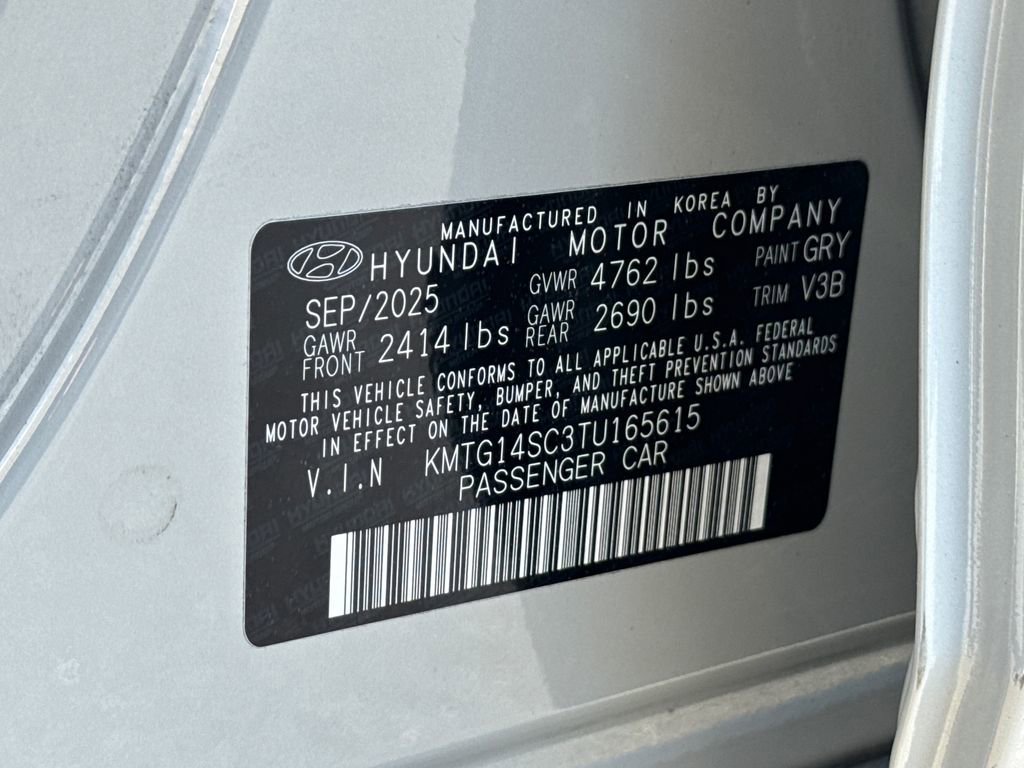 MANUFACTURED IN KOREA BY
HYUNDAI MOTOR COMPANY
SEP/2025 GVWR 4762 lbs PAINT GRY
GAWR FRONT 2414 lbs GAWR REAR 2690 lbs TRIM V3B
THIS VEHICLE CONFORMS TO ALL APPLICABLE U.S.A. FEDERAL
MOTOR VEHICLE SAFETY, BUMPER, AND THEFT PREVENTION STANDARDS
IN EFFECT ON THE DATE OF MANUFACTURE SHOWN ABOVE
V.I.N KMTG14SC3TU165615
PASSENGER CAR